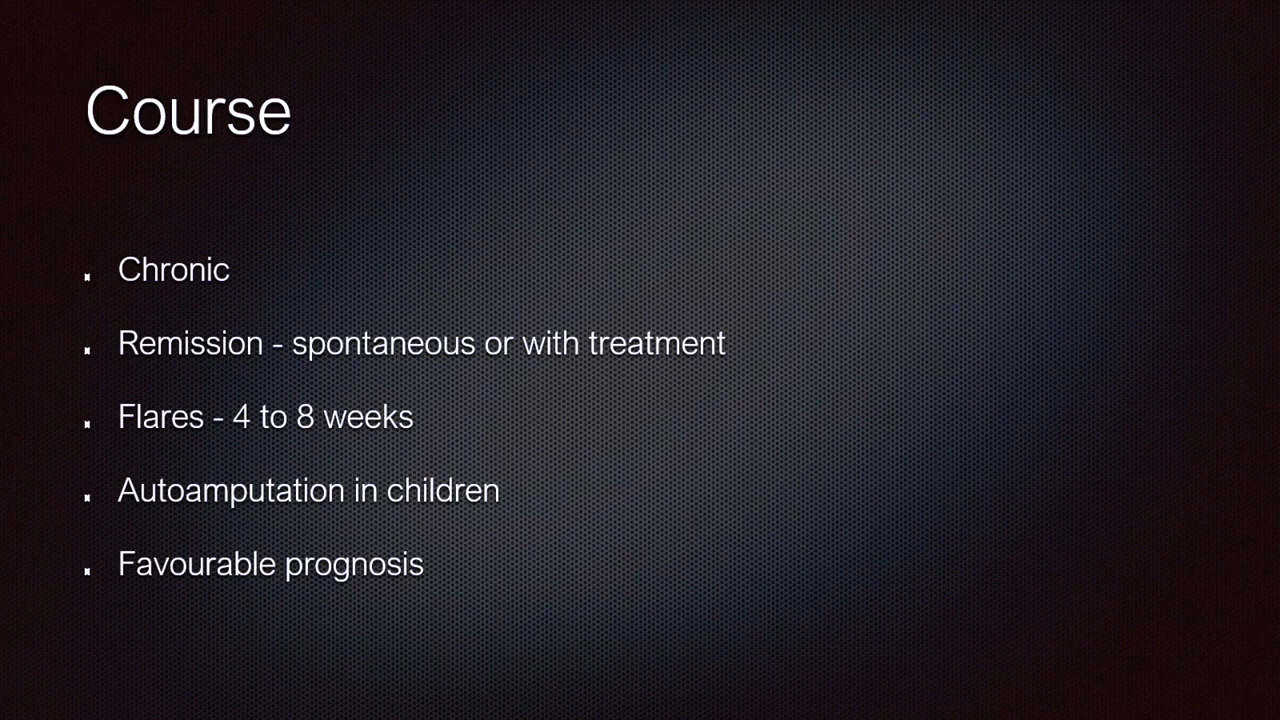 Course
Chronic
Remission - spontaneous or with treatment
Flares - 4 to 8 weeks
Autoamputation in children
Favourable prognosis